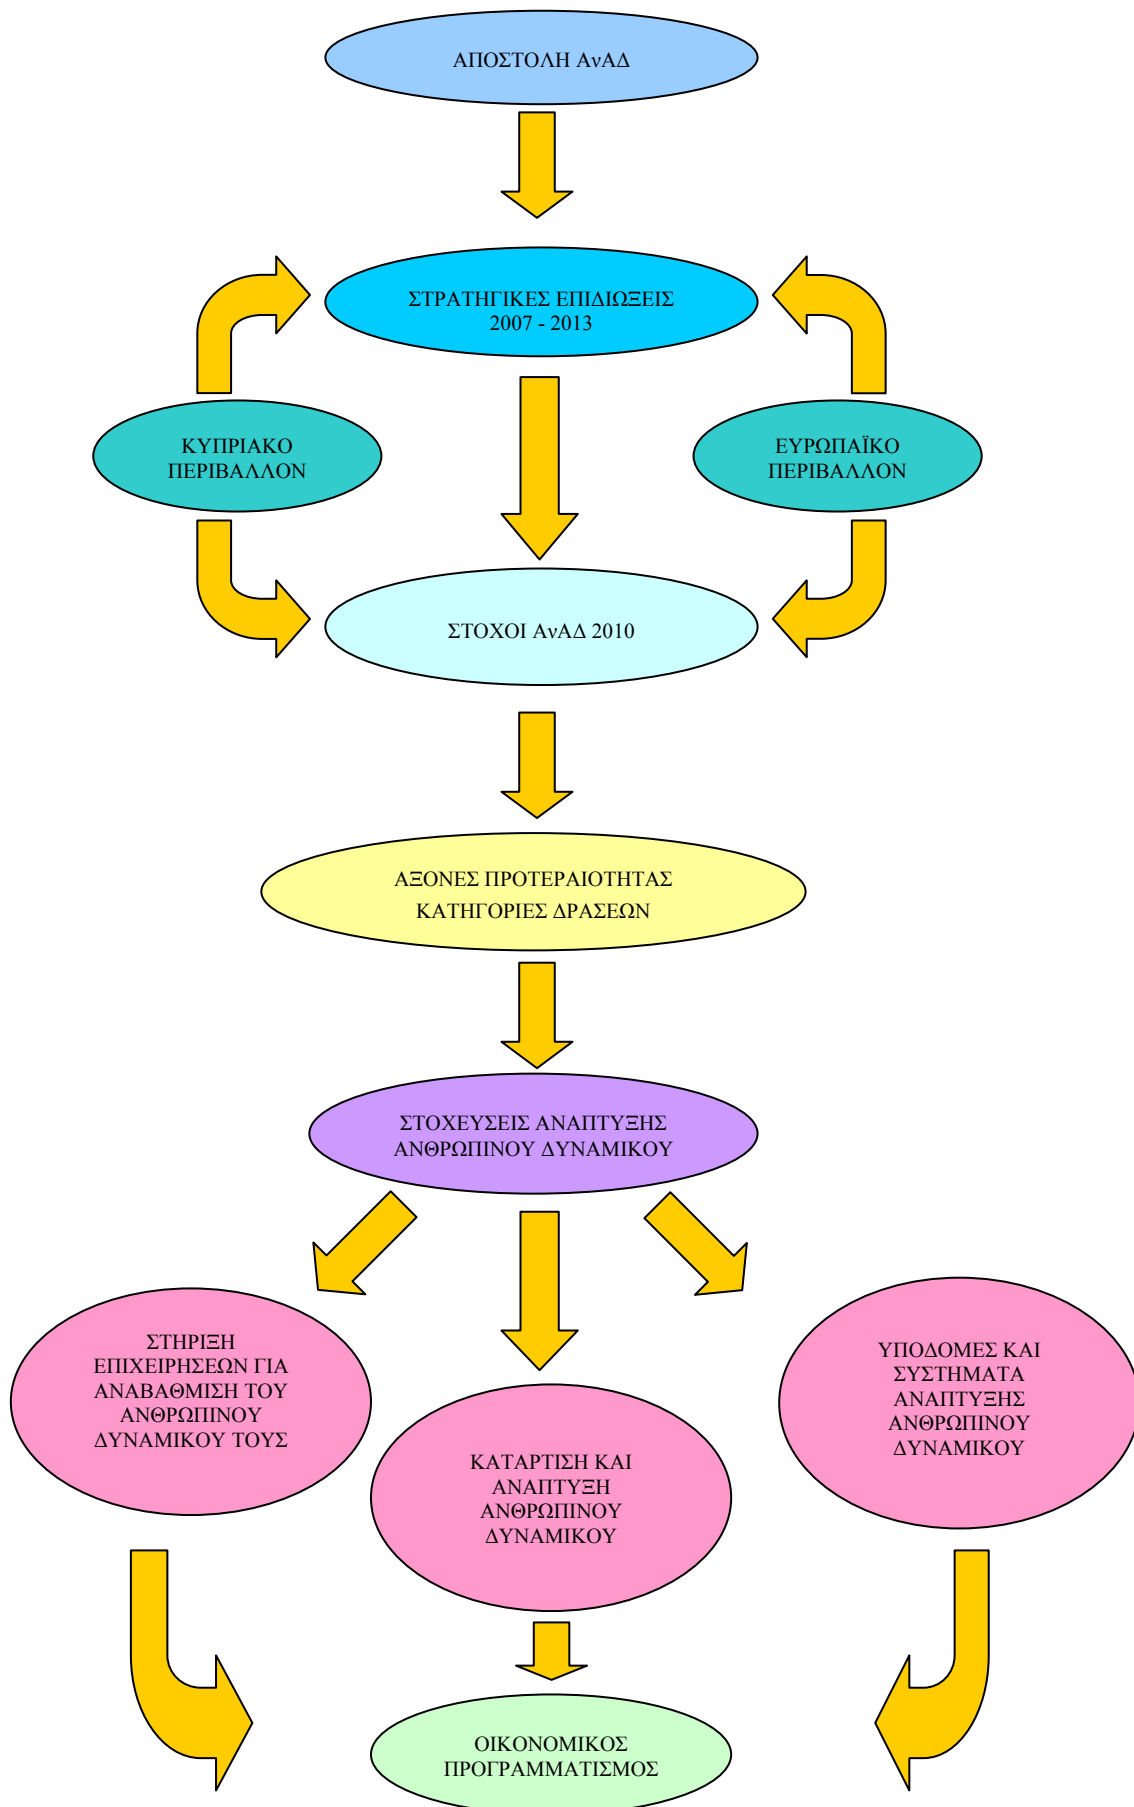 ΑΠΟΣΤΟΛΗ ΑνΑΔ
ΣΤΡΑΤΗΓΙΚΕΣ ΕΠΙΔΙΩΞΕΙΣ
2007 - 2013
ΚΥΠΡΙΑΚΟ
ΠΕΡΙΒΑΛΛΟΝ
ΕΥΡΩΠΑΪΚΟ
ΠΕΡΙΒΑΛΛΟΝ
ΣΤΟΧΟΙ ΑνΑΔ 2010
ΑΞΟΝΕΣ ΠΡΟΤΕΡΑΙΟΤΗΤΑΣ
ΚΑΤΗΓΟΡΙΕΣ ΔΡΑΣΕΩΝ
ΣΤΟΧΕΥΣΕΙΣ ΑΝΑΠΤΥΞΗΣ
ΑΝΘΡΩΠΙΝΟΥ ΔΥΝΑΜΙΚΟΥ
ΣΤΗΡΙΞΗ
ΕΠΙΧΕΙΡΗΣΕΩΝ ΓΙΑ
ΑΝΑΒΑΘΜΙΣΗ ΤΟΥ
ΑΝΘΡΩΠΙΝΟΥ
ΔΥΝΑΜΙΚΟΥ ΤΟΥΣ
ΚΑΤΑΡΤΙΣΗ ΚΑΙ
ΑΝΑΠΤΥΞΗ
ΑΝΘΡΩΠΙΝΟΥ
ΔΥΝΑΜΙΚΟΥ
ΥΠΟΔΟΜΕΣ ΚΑΙ
ΣΥΣΤΗΜΑΤΑ
ΑΝΑΠΤΥΞΗΣ
ΑΝΘΡΩΠΙΝΟΥ
ΔΥΝΑΜΙΚΟΥ
ΟΙΚΟΝΟΜΙΚΟΣ
ΠΡΟΓΡΑΜΜΑΤΙΣΜΟΣ